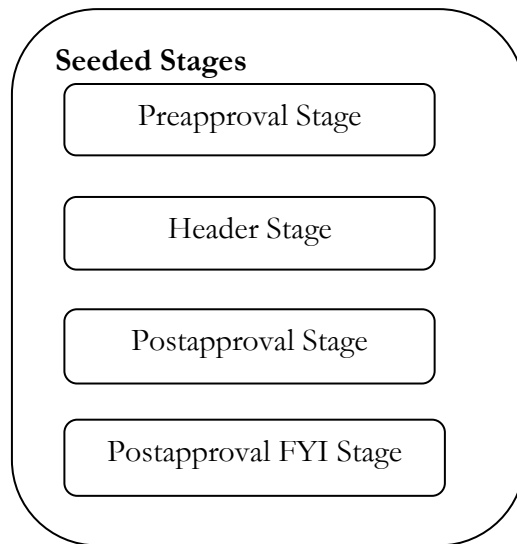 Seeded Stages
Preapproval Stage
Header Stage
Postapproval Stage
Postapproval FYI Stage